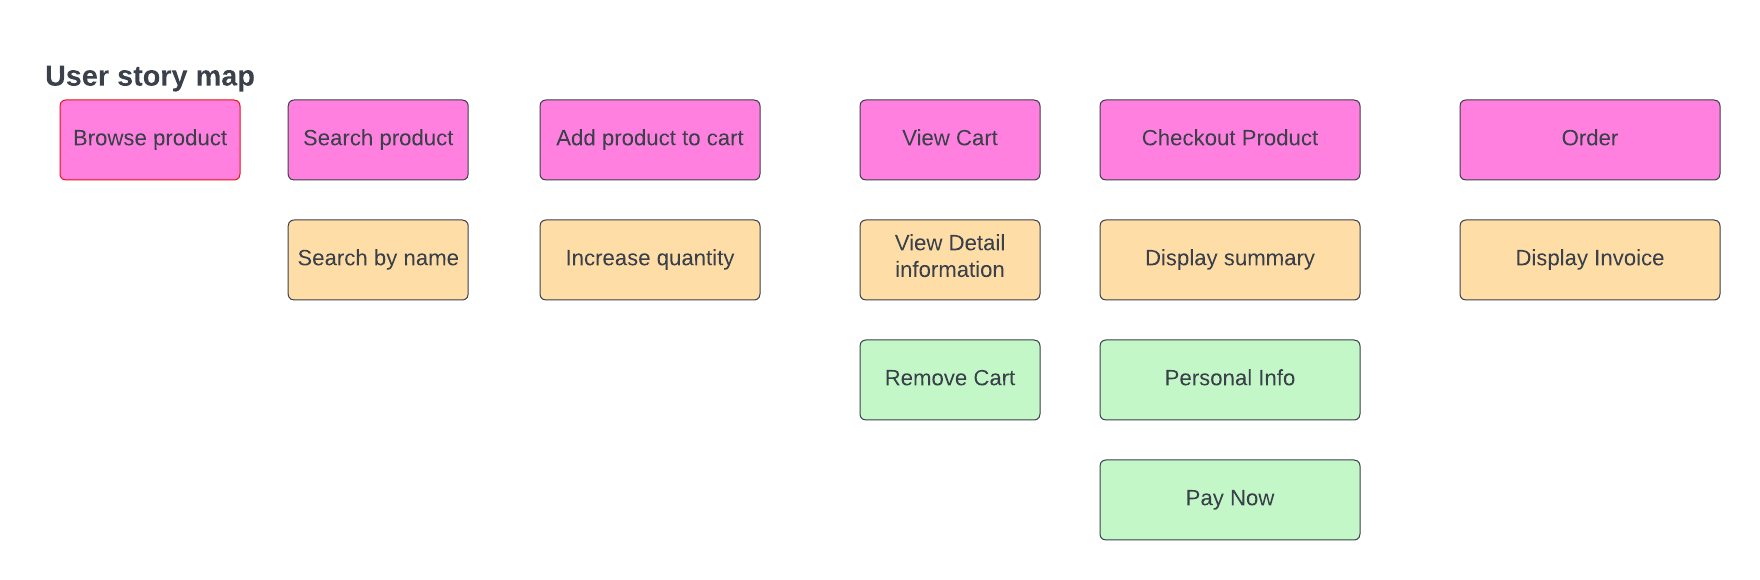 User story map
Browse product
Search product
Add product to cart
View Cart
Checkout Product
Order
Search by name
Increase quantity
View Detail
information
Display summary
Display Invoice
Remove Cart
Personal Info
Pay Now